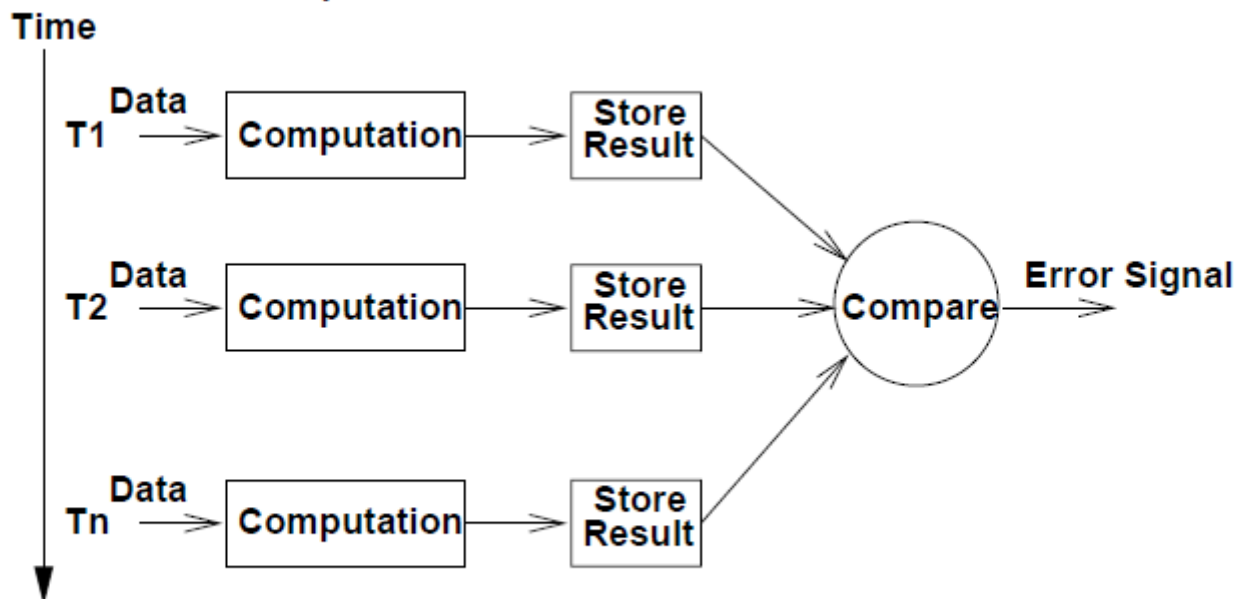 Time
Data
T1
Computation
Store
Result
Data
T2
Computation
Store
Result
Compare
Error Signal
Data
Tn
Computation
Store
Result